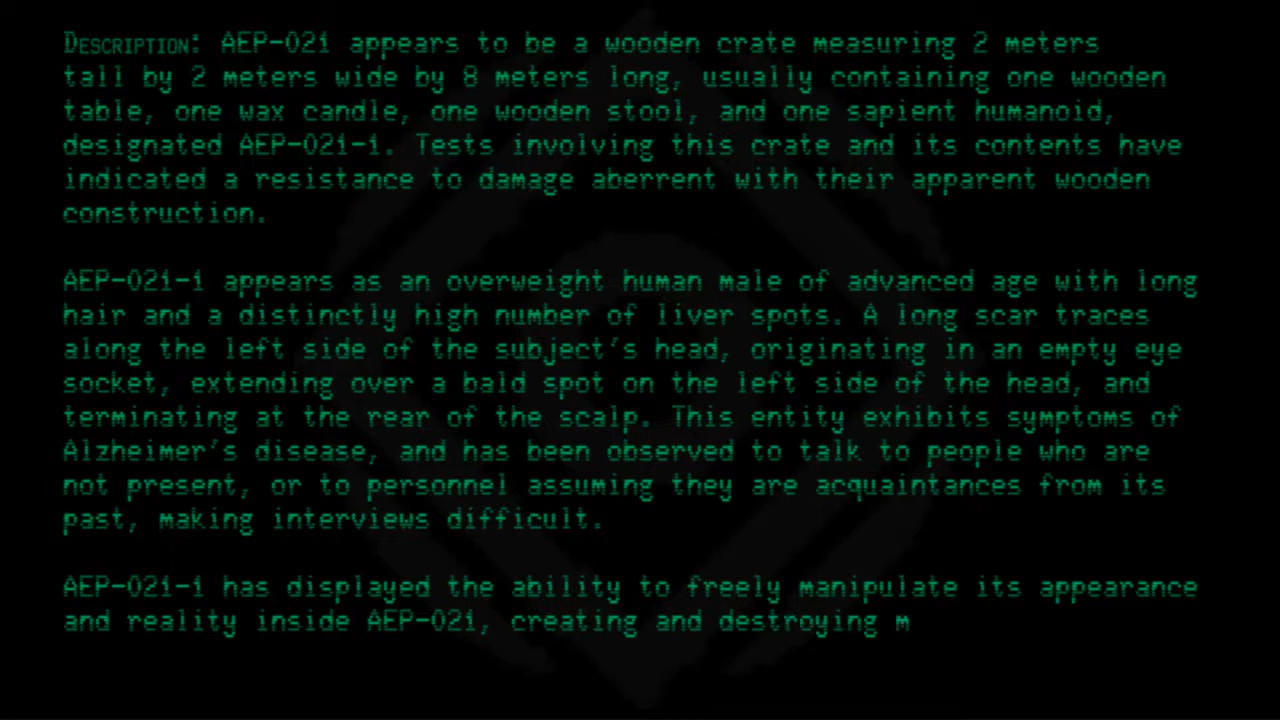 Description: AEP-021 appears to be a wooden crate measuring 2 meters
tall by 2 meters wide by 8 meters long, usually containing one wooden
table, one wax candle, one wooden stool, and one sapient humanoid,
designated AEP-021-1. Tests involving this crate and its contents have
indicated a resistance to damage aberrent with their apparent wooden
construction.
AEP-021-1 appears as an overweight human male of advanced age with long
hair and a distinctly high number of liver spots. A long scar traces
along the left side of the subject's head, originating in an empty eye
socket, extending over a bald spot on the left side of the head, and
terminating at the rear of the scalp. This entity exhibits symptoms of
Alzheimer's disease, and has been observed to talk to people who are
not present, or to personnel assuming they are acquaintances from its
past, making interviews difficult.
AEP-021-1 has displayed the ability to freely manipulate its appearance
and reality inside AEP-021, creating and destroying m